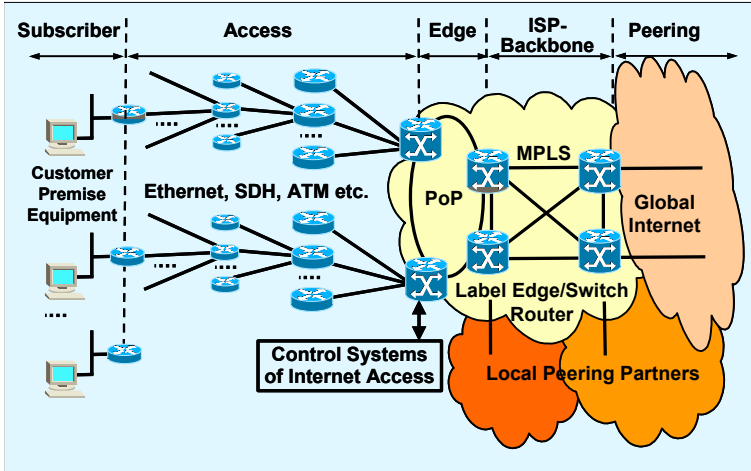 Subscriber
Access
Edge
ISP-
Backbone
Peering
.....
.....
....
MPLS
Customer
Premise
Equipment
Ethernet, SDH, ATM etc.
PoP
Global
Internet
.....
....
....
.....
Label Edge/Switch
Router
Control Systems
of Internet Access
Local Peering Partners